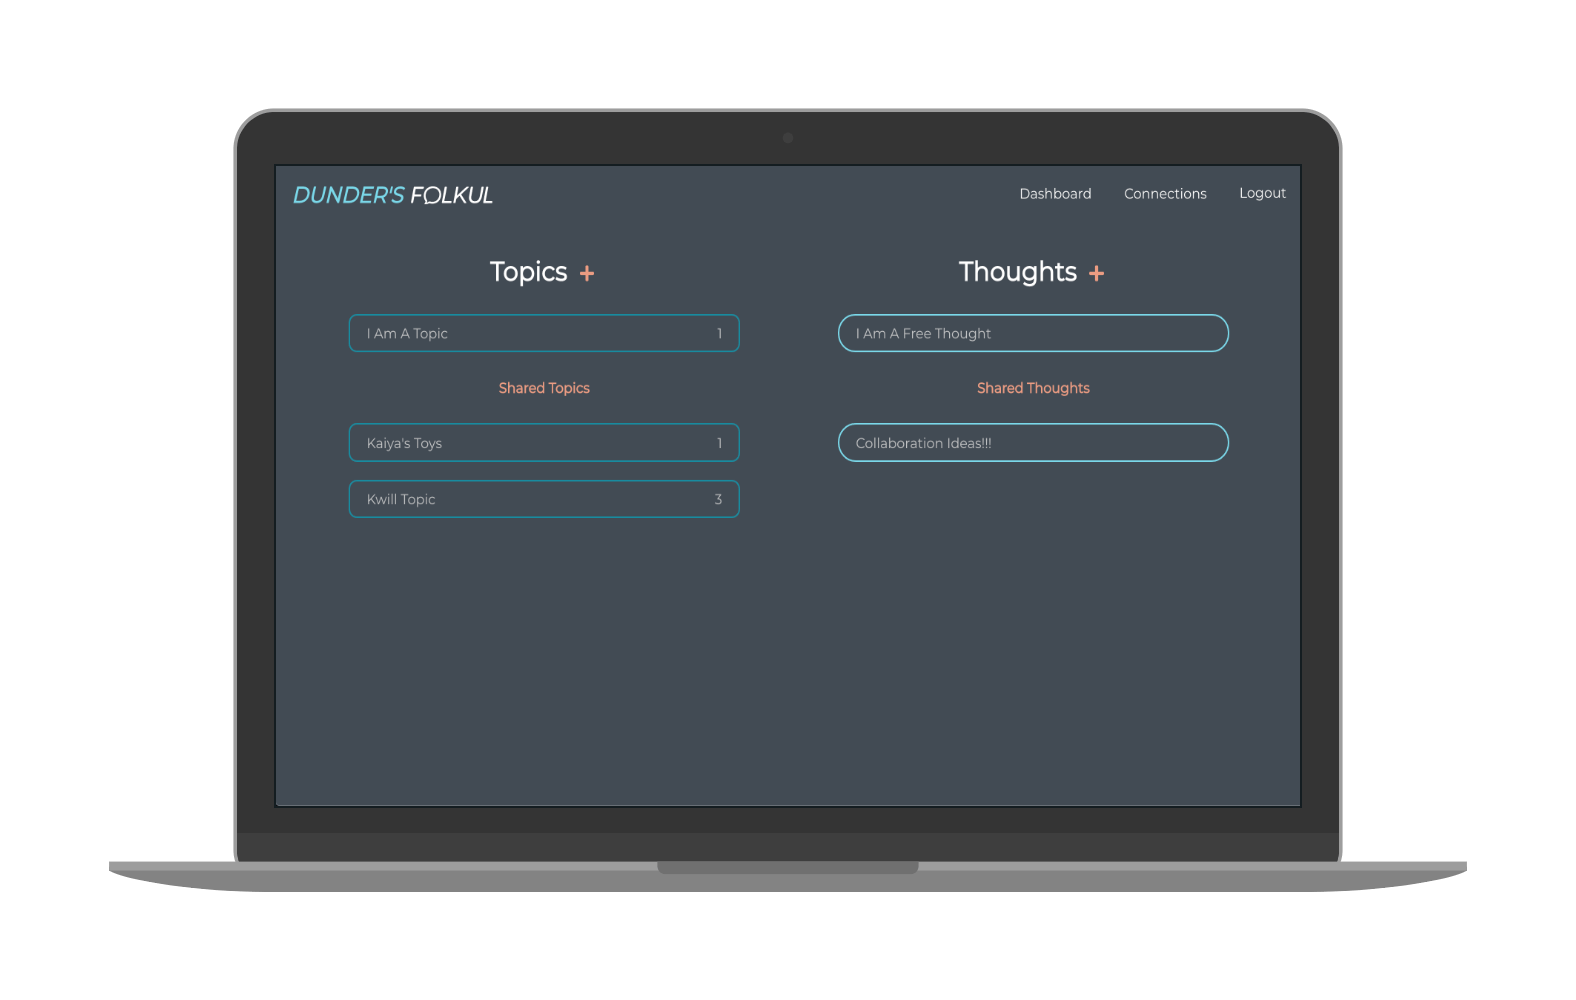 DUNDER'S FOLKUL
Dashboard Connections Logout
Topics +
I Am A Topic 1
Shared Topics
Kaiya's Toys 1
Kwill Topic 3
Thoughts +
I Am A Free Thought
Shared Thoughts
Collaboration Ideas!!!